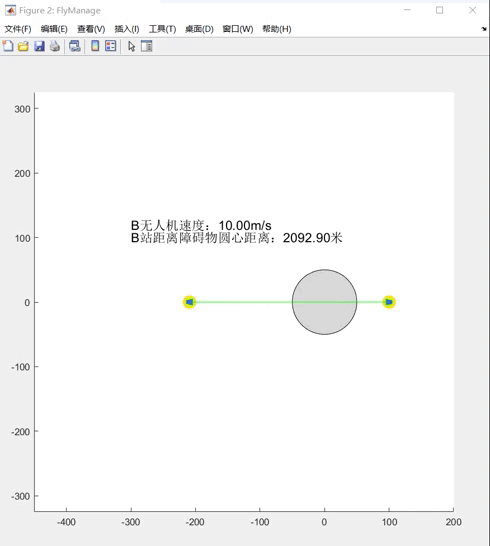 Figure 2: FlyManage
文件(F) 编辑(E) 查看(V) 插入(I) 工具(T) 桌面(D) 窗口(W) 帮助(H)
300
200
B无人机速度：10.00m/s
B站距离障碍物圆心距离：2092.90米
100
0
-100
-200
-300
-400 -300 -200 -100 0 100 200